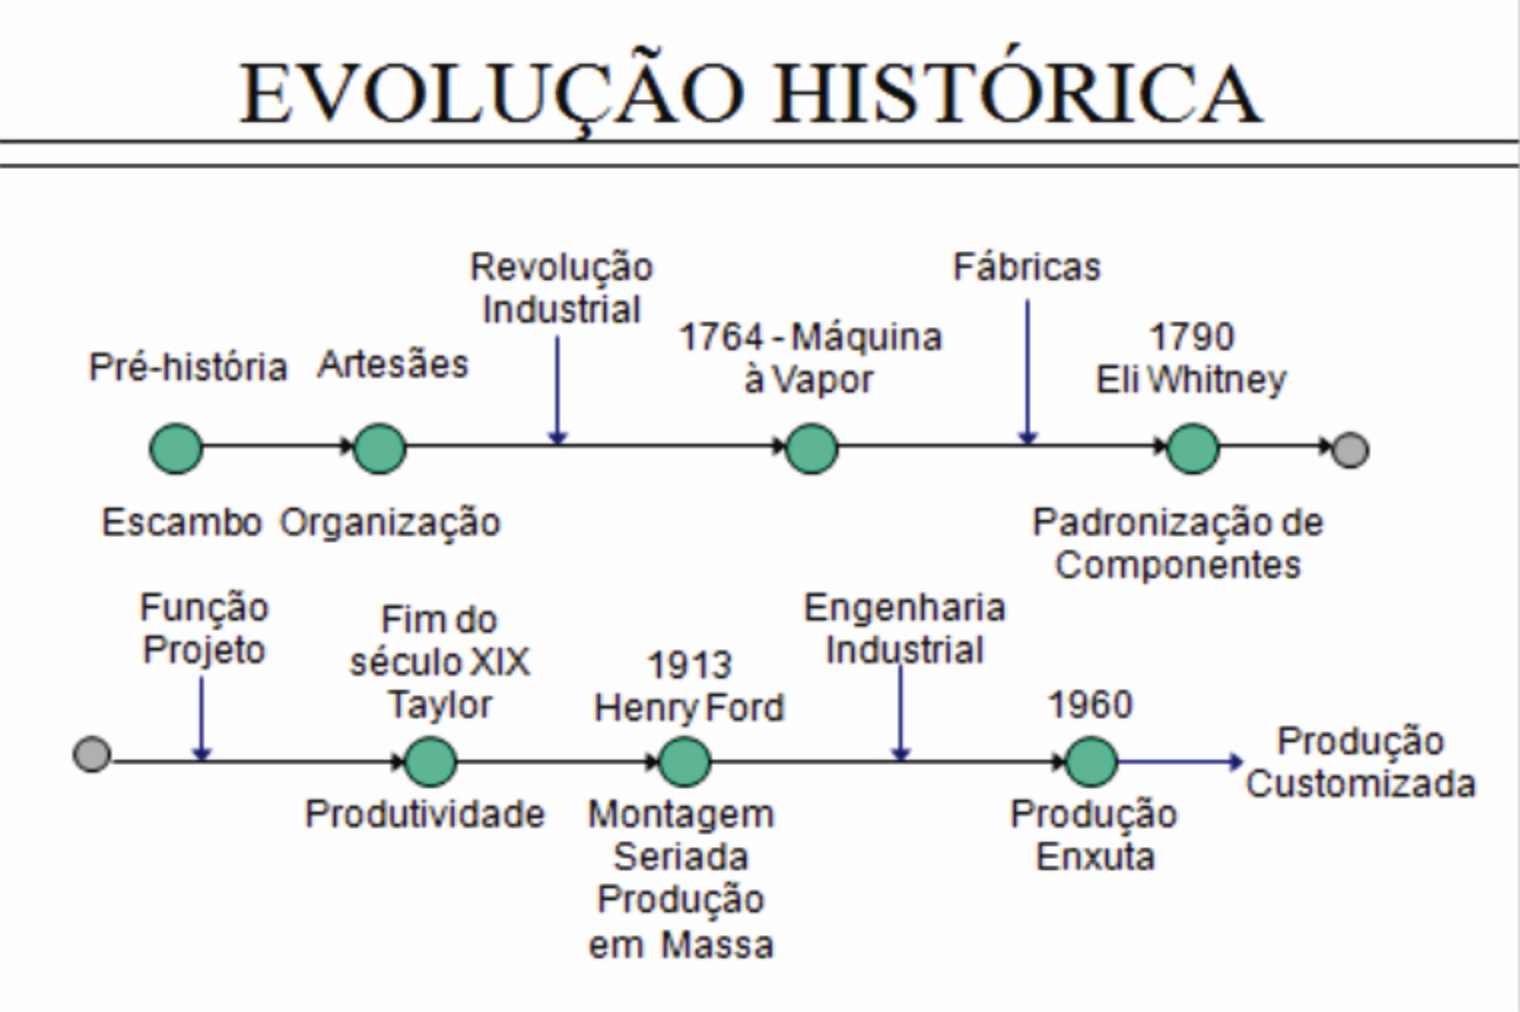 EVOLUÇÃO HISTÓRICA
Revolução
Industrial
Fábricas
1764 - Máquina
à Vapor
1790
Eli Whitney
Pré-história
Artesães
Escambo
Organização
Padronização de
Componentes
Função
Projeto
Fim do
século XIX
Taylor
1913
Henry Ford
Engenharia
Industrial
1960
Produção
Customizada
Produtividade
Montagem
Seriada
Produção
em Massa
Produção
Enxuta